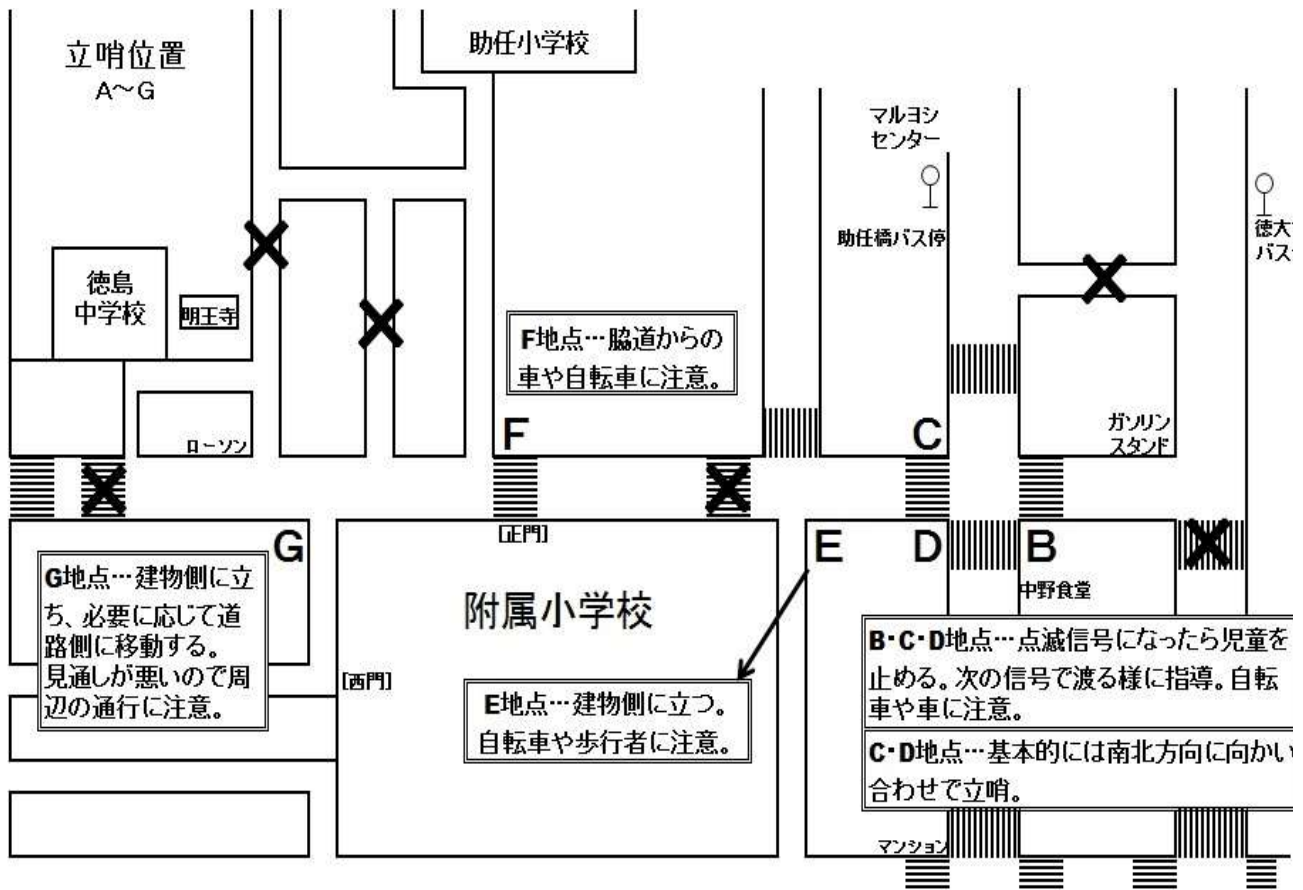 立哨位置
A～G
助任小学校
マルヨシ
センター
助任橋バス停
徳大
バス
徳島
中学校
明王寺
F地点…脇道からの
車や自転車に注意。
ローソン
F
C
ガソリン
スタンド
G
[正門]
E
D
B
中野食堂
G地点…建物側に立
ち、必要に応じて道
路側に移動する。
見通しが悪いので周
辺の通行に注意。
附属小学校
[西門]
E地点…建物側に立つ。
自転車や歩行者に注意。
B・C・D地点…点滅信号になったら児童を
止める。次の信号で渡る様に指導。自転
車や車に注意。
C・D地点…基本的には南北方向に向かい
合わせで立哨。
マンション